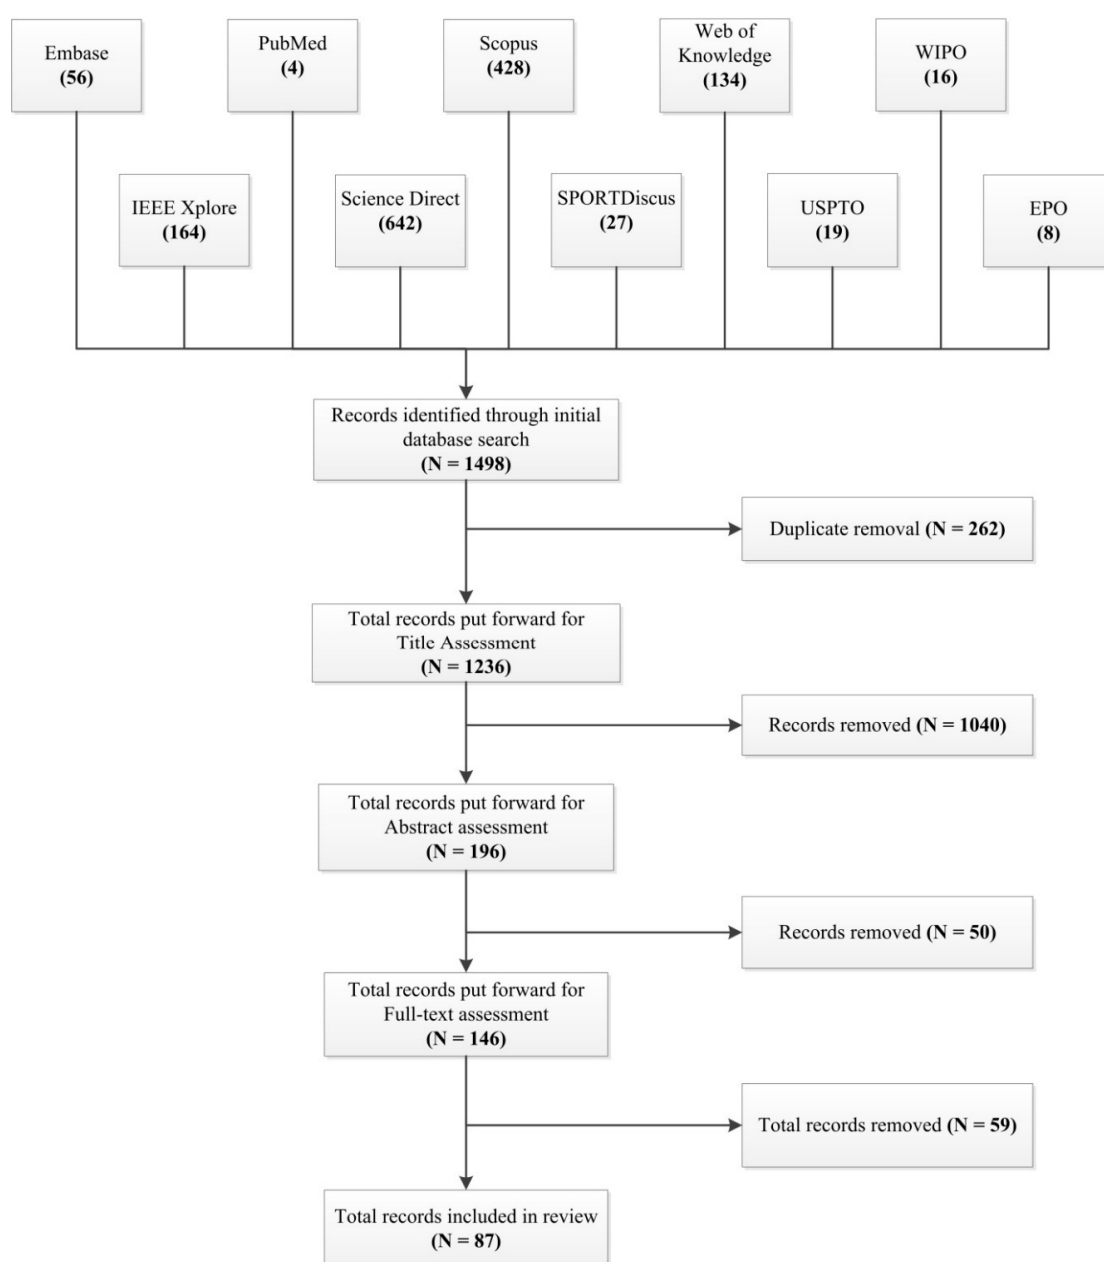 Embase
(56)
PubMed
(4)
Scopus
(428)
Web of
Knowledge
(134)
WIPO
(16)
IEEE Xplore
(164)
Science Direct
(642)
SPORTDiscus
(27)
USPTO
(19)
EPO
(8)
Records identified through initial
database search
(N = 1498)
Duplicate removal (N = 262)
Total records put forward for
Title Assessment
(N = 1236)
Records removed (N = 1040)
Total records put forward for
Abstract assessment
(N = 196)
Records removed (N = 50)
Total records put forward for
Full-text assessment
(N = 146)
Total records removed (N = 59)
Total records included in review
(N = 87)